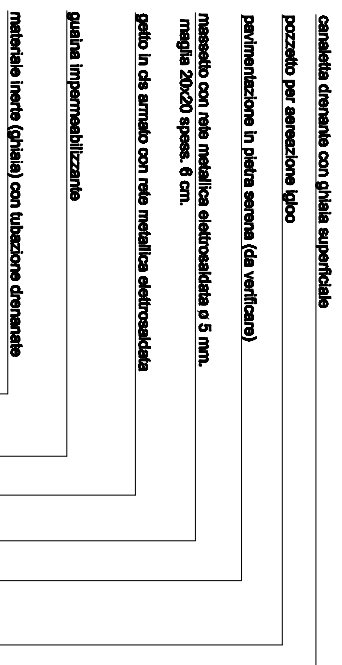 canaletta drenante con ghiaia superficiale
pozzetto per aereazione igloo
pavimentazione in pietra serena (da verificare)
massetto con rete metallica elettrosaldata ø 5 mm.
maglia 20x20 spess. 6 cm.
getto in cls armato con rete metallica elettrosaldata
guaina impermeabilizzante
materiale inerte (ghiaia) con tubazione drenanate